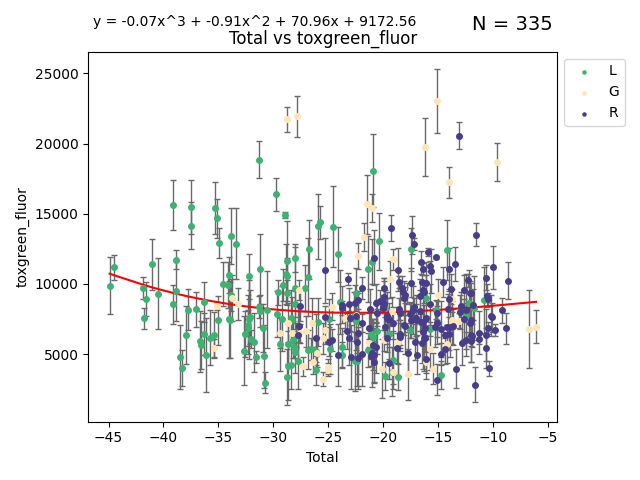 y = -0.07x^3 + -0.91x^2 + 70.96x + 9172.56
N = 335
Total vs toxgreen_fluor
25000
20000
15000
10000
5000
toxgreen_fluor
−45 −40 −35 −30 −25 −20 −15 −10 −5
Total
L
G
R